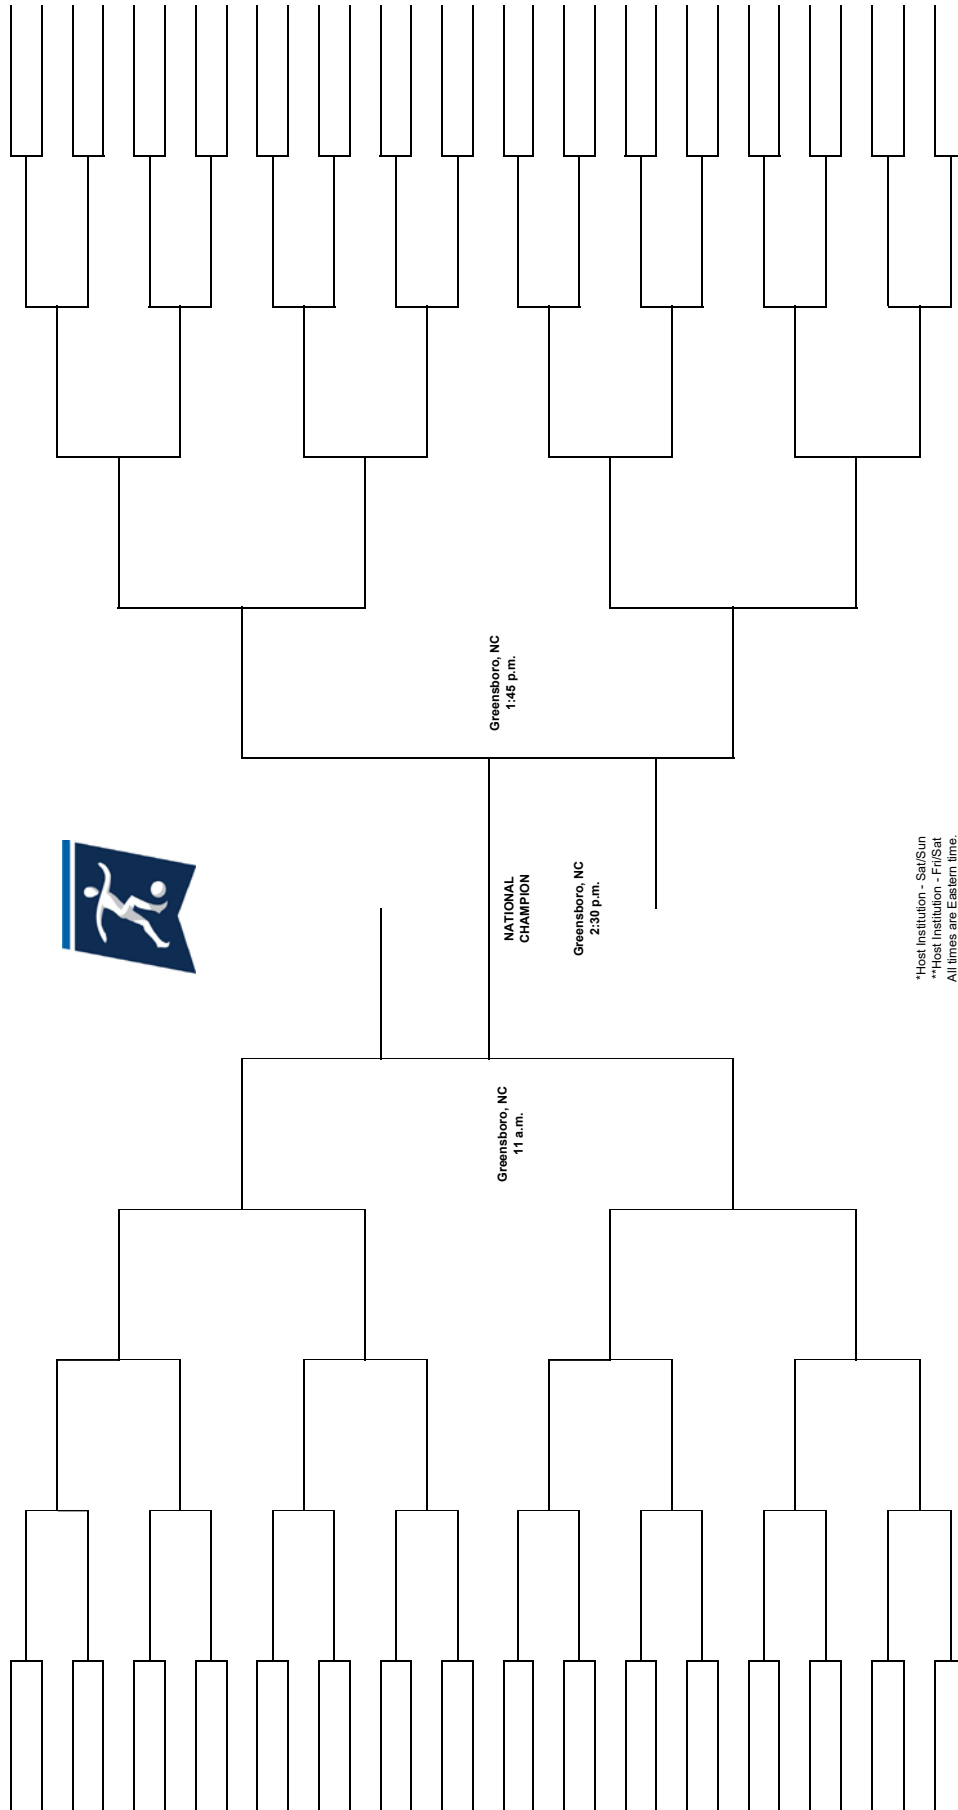 Greensboro, NC
11 a.m.
NATIONAL
CHAMPION
Greensboro, NC
2:30 p.m.
Greensboro, NC
1:45 p.m.
*Host Institution - Sat/Sun
**Host Institution - Fri/Sat
All times are Eastern time.